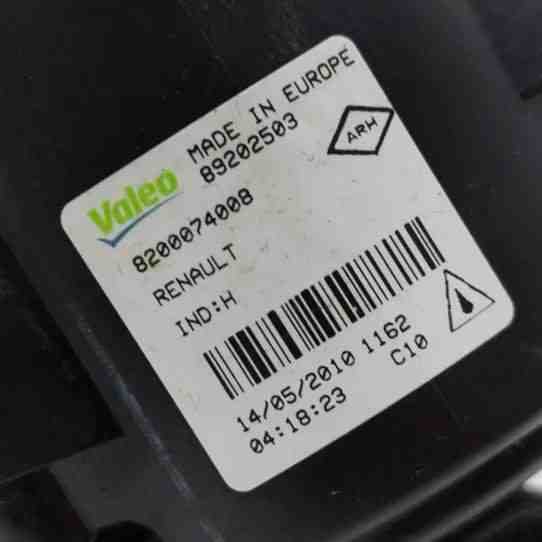 Valeo
MADE IN EUROPE
89202503
ARH
8200074008
RENAULT
IND:H
14/05/2010 1162
04:18:23
C10